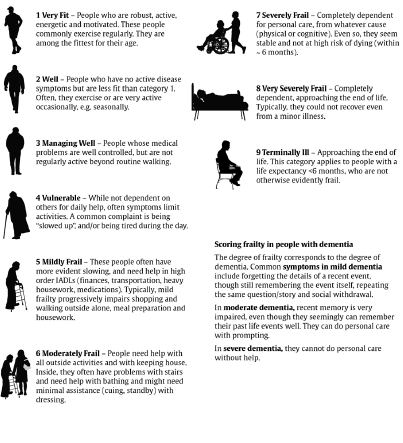 1 Very Fit – People who are robust, active,
energetic and motivated. These people
commonly exercise regularly. They are
among the fittest for their age.
2 Well – People who have no active disease
symptoms but are less fit than category 1.
Often, they exercise or are very active
occasionally, e.g. seasonally.
3 Managing Well – People whose medical
problems are well controlled, but are not
regularly active beyond routine walking.
4 Vulnerable – While not dependent on
others for daily help, often symptoms limit
activities. A common complaint is being
"slowed up", and/or being tired during the day.
5 Mildly Frail – These people often have
more evident slowing, and need help in high
order IADLs (finances, transportation, heavy
housework, medications). Typically, mild
frailty progressively impairs shopping and
walking outside alone, meal preparation and
housework.
6 Moderately Frail – People need help with
all outside activities and with keeping house.
Inside, they often have problems with stairs
and need help with bathing and might need
minimal assistance (cuing, standby) with
dressing.
7 Severely Frail – Completely dependent
for personal care, from whatever cause
(physical or cognitive). Even so, they seem
stable and not at high risk of dying (within
~ 6 months).
8 Very Severely Frail – Completely
dependent, approaching the end of life.
Typically, they could not recover even
from a minor illness.
9 Terminally Ill – Approaching the end of
life. This category applies to people with a
life expectancy <6 months, who are not
otherwise evidently frail.
Scoring frailty in people with dementia
The degree of frailty corresponds to the degree of
dementia. Common symptoms in mild dementia
include forgetting the details of a recent event,
though still remembering the event itself, repeating
the same question/story and social withdrawal.
In moderate dementia, recent memory is very
impaired, even though they seemingly can remember
their past life events well. They can do personal care
with prompting.
In severe dementia, they cannot do personal care
without help.